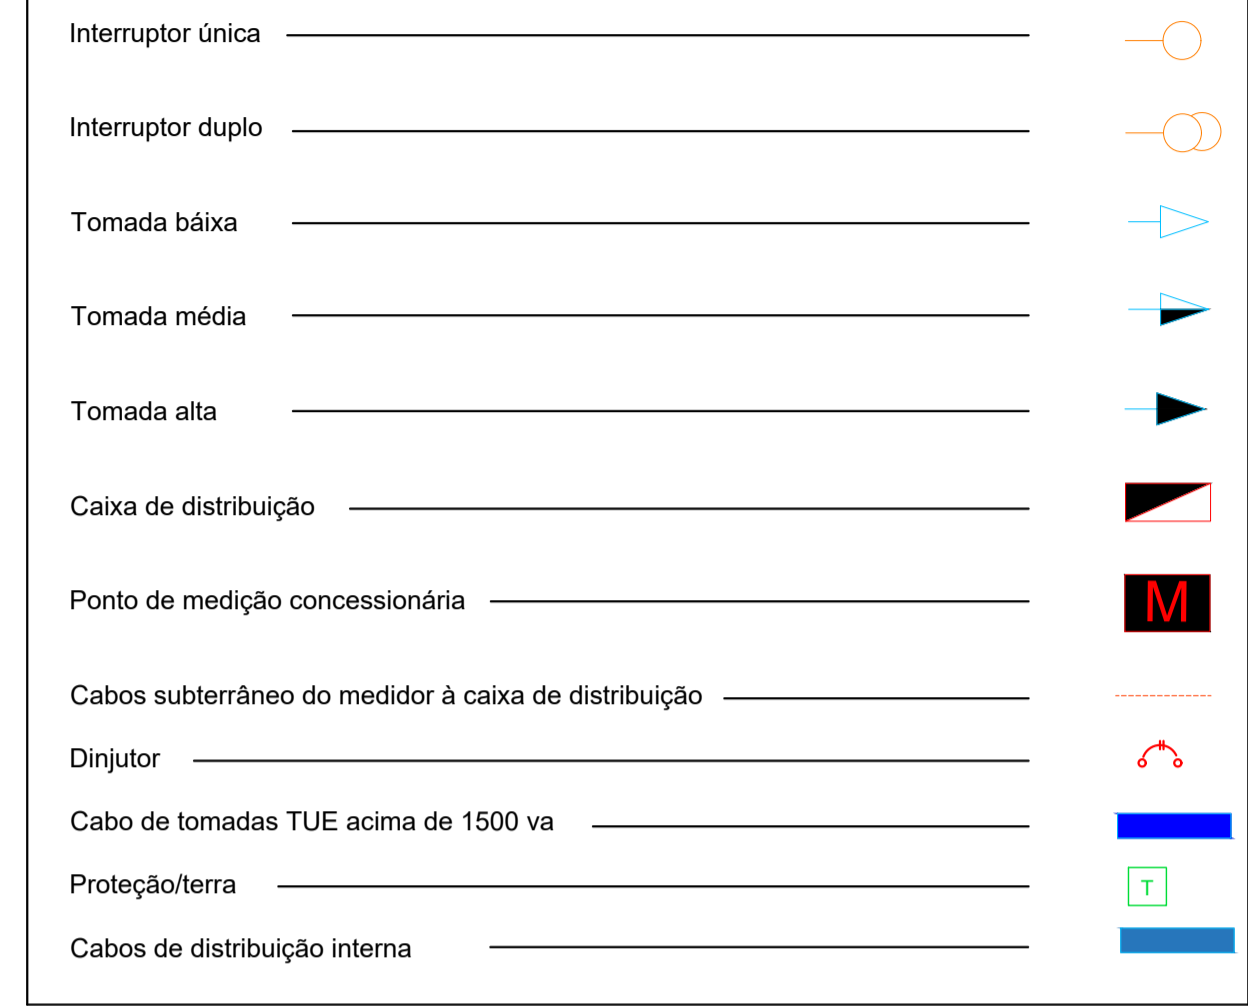 Interruptor única
Interruptor duplo
Tomada báixa
Tomada média
Tomada alta
Caixa de distribuição
Ponto de medição concessionária
M
Cabos subterrâneo do medidor à caixa de distribuição
Dinjutor
Cabo de tomadas TUE acima de 1500 va
Proteção/terra
T
Cabos de distribuição interna